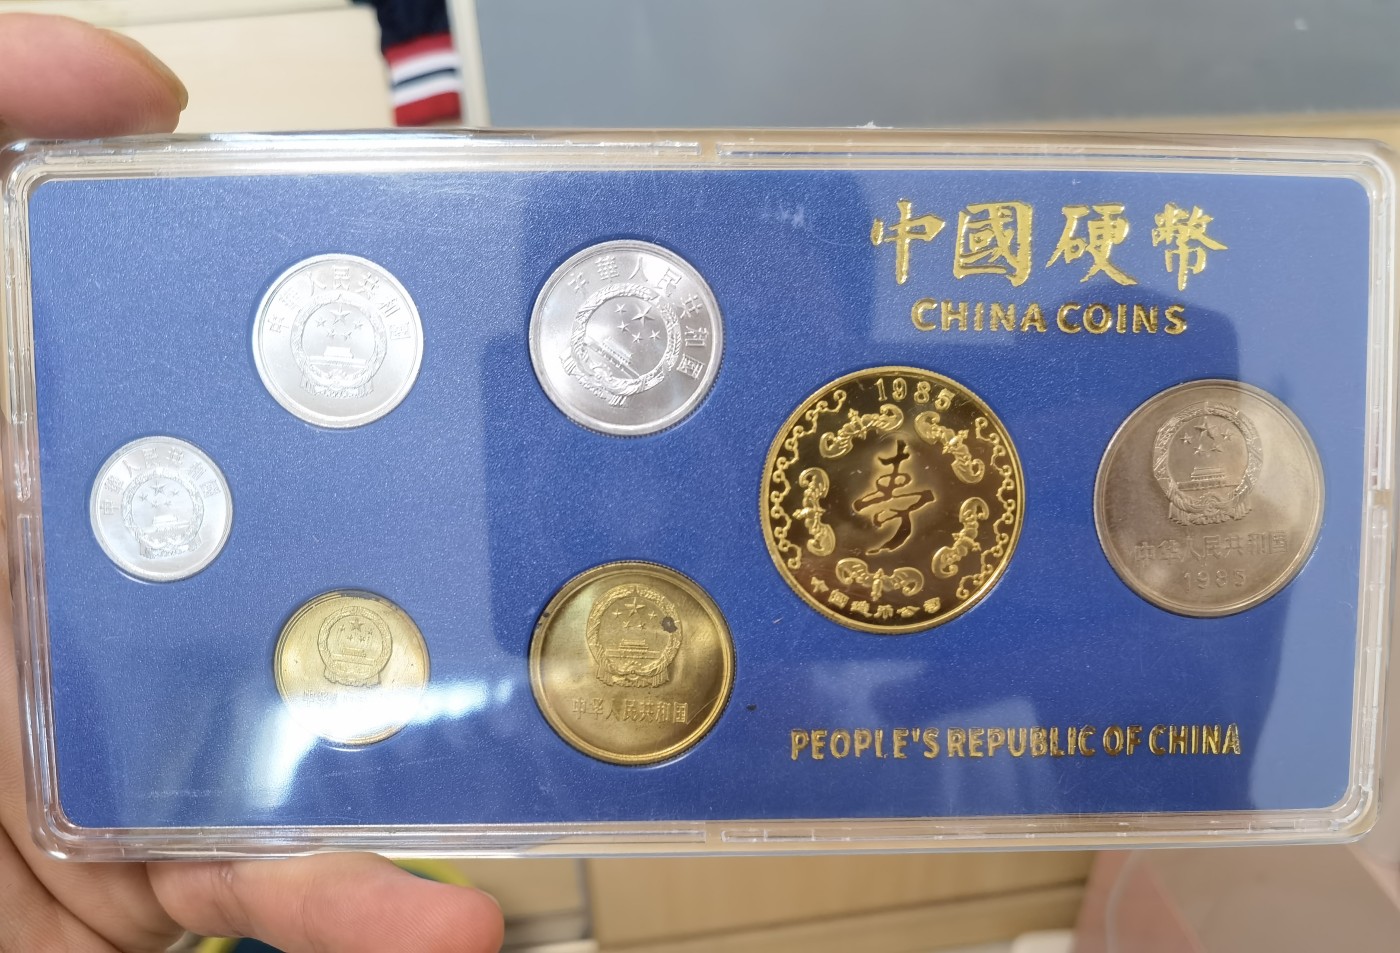 中國硬幣
CHINA COINS
中华人民共和国
中華人民共和国
中华人民共和国
1985
寿
中國造币公司
中华人民共和国
1985
中华人民共和国
PEOPLE'S REPUBLIC OF CHINA